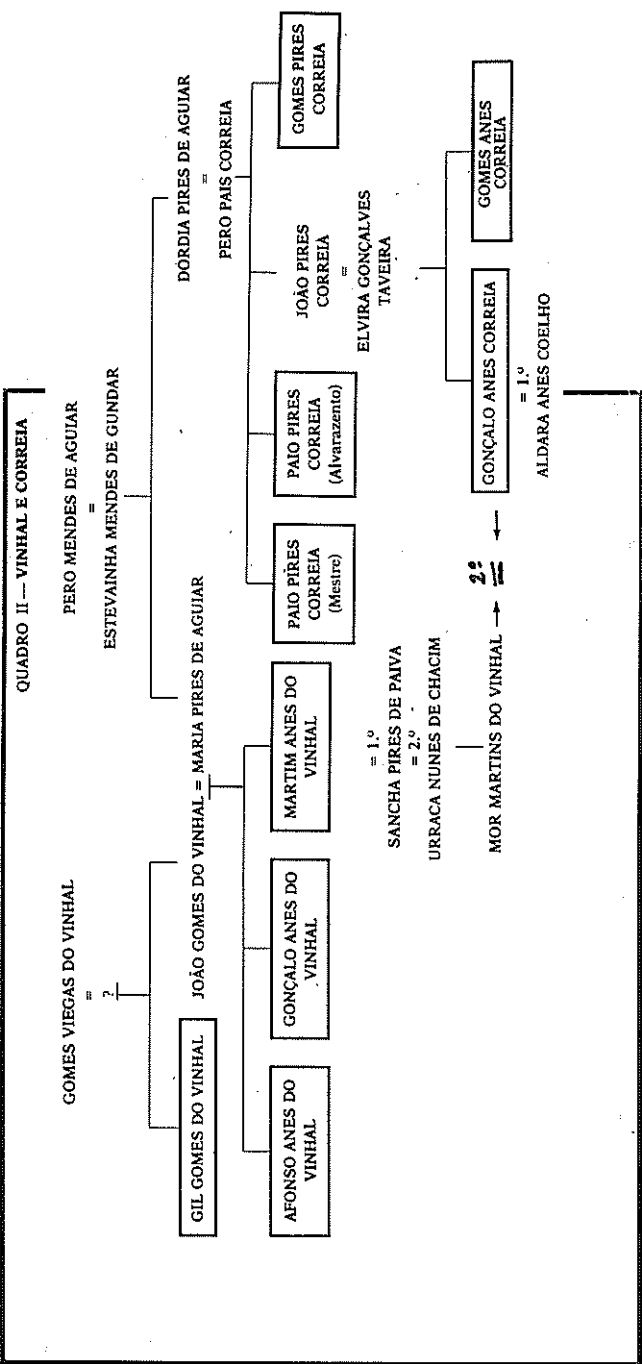 QUADRO II — VINHAL E CORREIA
GOMES VIEGAS DO VINHAL
=
?
PERO MENDES DE AGUIAR
=
ESTEVAINHA MENDES DE GUNDAR
GIL GOMES DO VINHAL
JOÃO GOMES DO VINHAL = MARIA PIRES DE AGUIAR
DÓRDIA PIRES DE AGUIAR
=
PERO PAIS CORREIA
AFONSO ANES DO
VINHAL
GONÇALO ANES DO
VINHAL
MARTIM ANES DO
VINHAL
= 1.º
SANCHA PIRES DE PAIVA
= 2.º
URRACA NUNES DE CHACIM
MOR MARTINS DO VINHAL → 2º = ←
PAIO PIRES
CORREIA
(Mestre)
PAIO PIRES
CORREIA
(Alvarazento)
JOÃO PIRES
CORREIA
=
ELVIRA GONÇALVES
TAVEIRA
GOMES PIRES
CORREIA
GONÇALO ANES CORREIA
= 1.º
ALDARA ANES COELHO
GOMES ANES
CORREIA